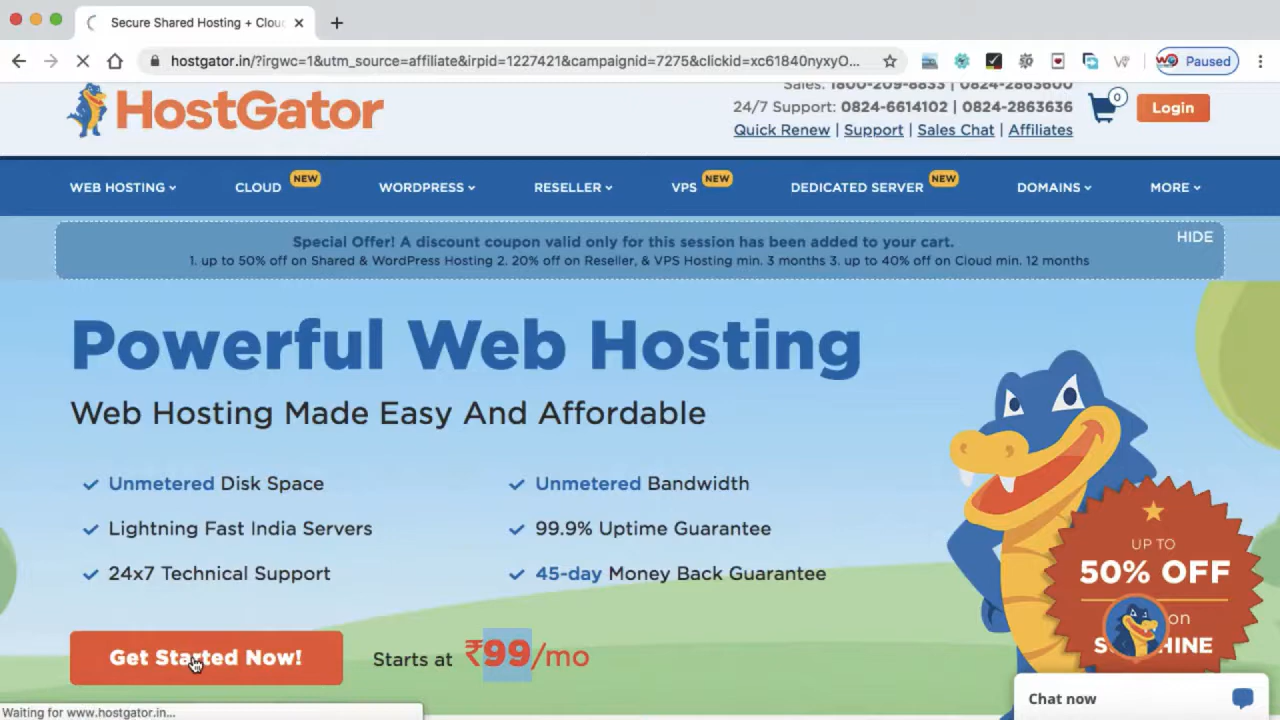 Secure Shared Hosting + Clou
hostgator.in/?irgwc=1&utm_source=affiliate&irpid=1227421&campaignid=7275&clickid=xc61840nyxyO...
Paused
HostGator
Sales: 1800-209-8833 | 0824-2863600
24/7 Support: 0824-6614102 | 0824-2863636
Quick Renew | Support | Sales Chat | Affiliates
0
Login
WEB HOSTING
CLOUD NEW
WORDPRESS
RESELLER
VPS NEW
DEDICATED SERVER NEW
DOMAINS
MORE
Special Offer! A discount coupon valid only for this session has been added to your cart.
HIDE
1. up to 50% off on Shared & WordPress Hosting 2. 20% off on Reseller, & VPS Hosting min. 3 months 3. up to 40% off on Cloud min. 12 months
Powerful Web Hosting
Web Hosting Made Easy And Affordable
Unmetered Disk Space
Unmetered Bandwidth
Lightning Fast India Servers
99.9% Uptime Guarantee
24x7 Technical Support
45-day Money Back Guarantee
UP TO
50% OFF
on
Get Started Now!
Starts at ₹99/mo
Chat now
Waiting for www.hostgator.in...